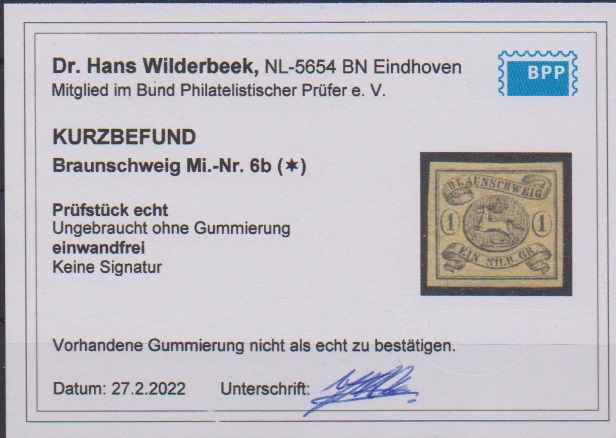 Dr. Hans Wilderbeek, NL-5654 BN Eindhoven
Mitglied im Bund Philatelistischer Prüfer e. V.
BPP
KURZBEFUND
Braunschweig Mi.-Nr. 6b (✶)
Prüfstück echt
Ungebraucht ohne Gummierung
einwandfrei
Keine Signatur
BRAUNSCHWEIG
1 1
EIN SILB. GR
Vorhandene Gummierung nicht als echt zu bestätigen.
Datum: 27.2.2022 Unterschrift: